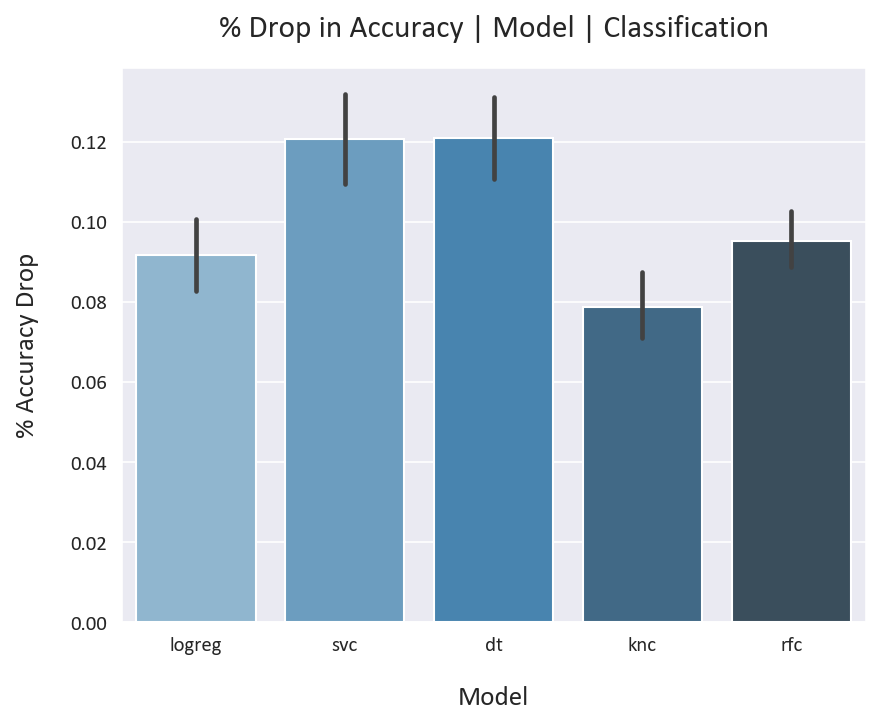 % Drop in Accuracy | Model | Classification
% Accuracy Drop
0.12
0.10
0.08
0.06
0.04
0.02
0.00
logreg svc dt knc rfc
Model